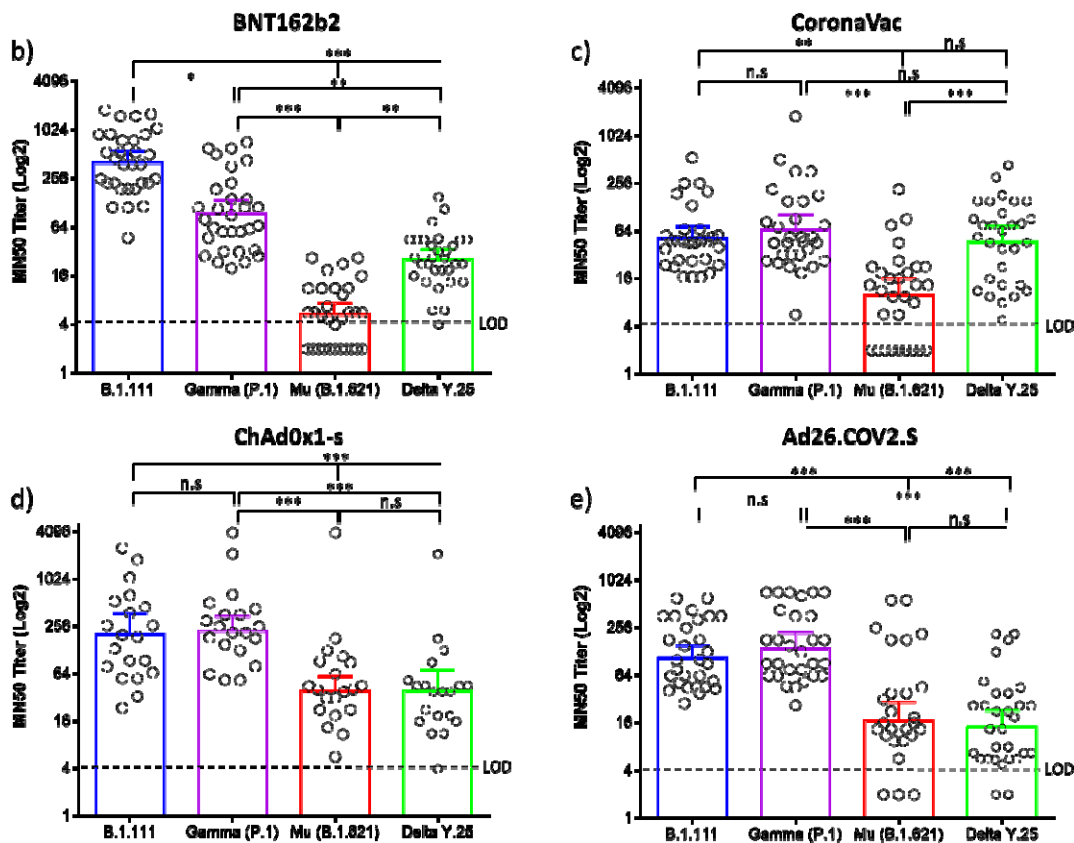 BNT162b2
b)
***
*
**
***
**
MN50 Titer (Log2)
4096
1024
256
64
16
4
1
LOD
B.1.111
Gamma (P.1)
Mu (B.1.621)
Delta Y.25
CoronaVac
c)
**
n.s
n.s
n.s
***
***
MN50 Titer (Log2)
4096
1024
256
64
16
4
1
LOD
B.1.111
Gamma (P.1)
Mu (B.1.621)
Delta Y.25
ChAd0x1-s
d)
***
n.s
***
***
n.s
MN50 Titer (Log2)
4096
1024
256
64
16
4
1
LOD
B.1.111
Gamma (P.1)
Mu (B.1.621)
Delta Y.25
Ad26.COV2.S
e)
***
***
n.s
***
***
n.s
MN50 Titer (Log2)
4096
1024
256
64
16
4
1
LOD
B.1.111
Gamma (P.1)
Mu (B.1.621)
Delta Y.25